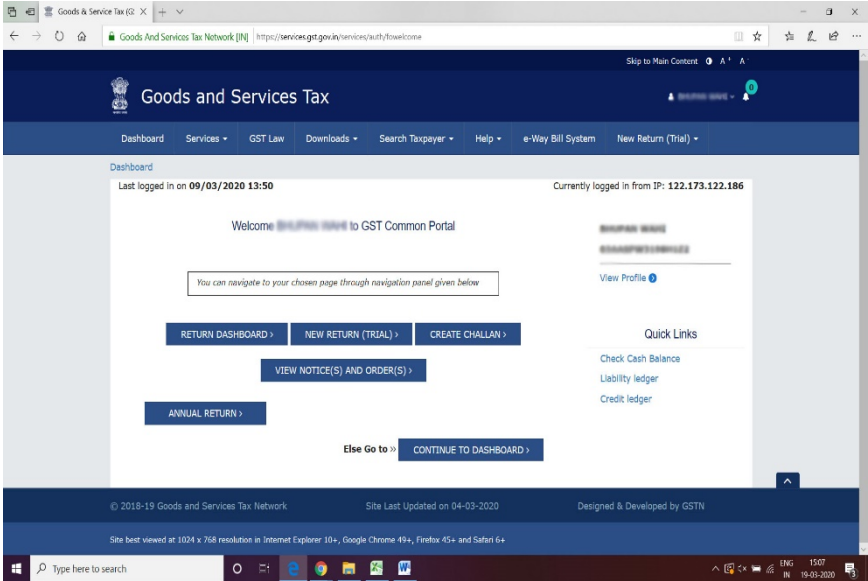 Goods & Service Tax (G
Goods And Services Tax Network [IN] https://services.gst.gov.in/services/auth/fowelcome
Skip to Main Content A+ A-
Goods and Services Tax
0
Dashboard Services GST Law Downloads Search Taxpayer Help e-Way Bill System New Return (Trial)
Dashboard
Last logged in on 09/03/2020 13:50 Currently logged in from IP: 122.173.122.186
Welcome to GST Common Portal
You can navigate to your chosen page through navigation panel given below
View Profile
RETURN DASHBOARD > NEW RETURN (TRIAL) > CREATE CHALLAN >
Quick Links
VIEW NOTICE(S) AND ORDER(S) >
Check Cash Balance
Liability ledger
Credit ledger
ANNUAL RETURN >
Else Go to » CONTINUE TO DASHBOARD >
© 2018-19 Goods and Services Tax Network Site Last Updated on 04-03-2020 Designed & Developed by GSTN
Site best viewed at 1024 x 768 resolution in Internet Explorer 10+, Google Chrome 49+, Firefox 45+ and Safari 6+
Type here to search
ENG 15:07
IN 19-03-2020